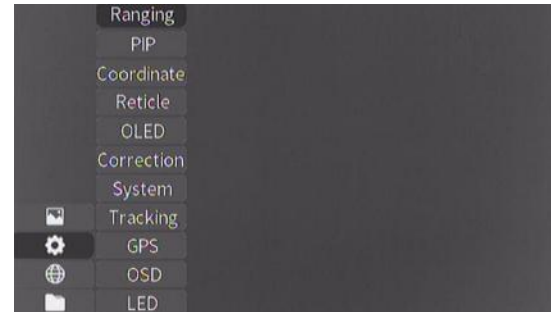 Ranging
PIP
Coordinate
Reticle
OLED
Correction
System
Tracking
GPS
OSD
LED